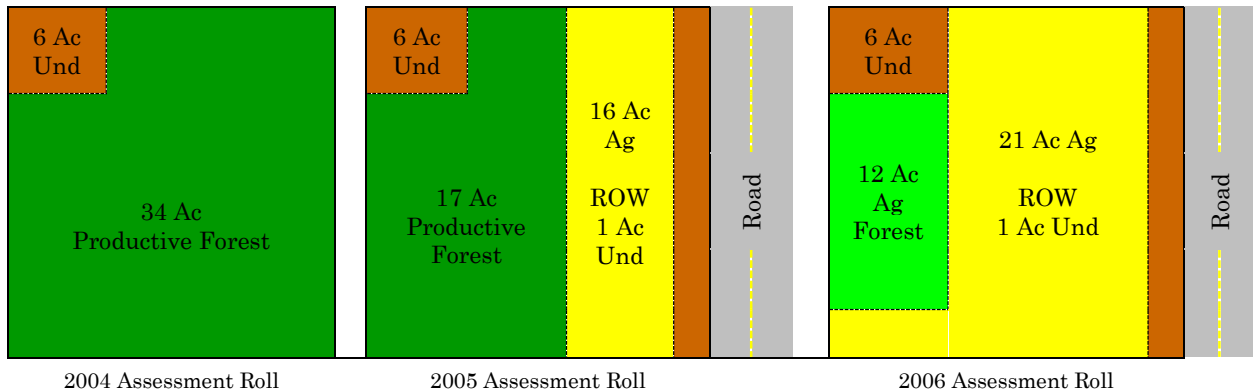 6 Ac
Und
34 Ac
Productive Forest
2004 Assessment Roll
6 Ac
Und
17 Ac
Productive
Forest
16 Ac
Ag
ROW
1 Ac
Und
Road
2005 Assessment Roll
6 Ac
Und
12 Ac
Ag
Forest
21 Ac Ag
ROW
1 Ac Und
Road
2006 Assessment Roll